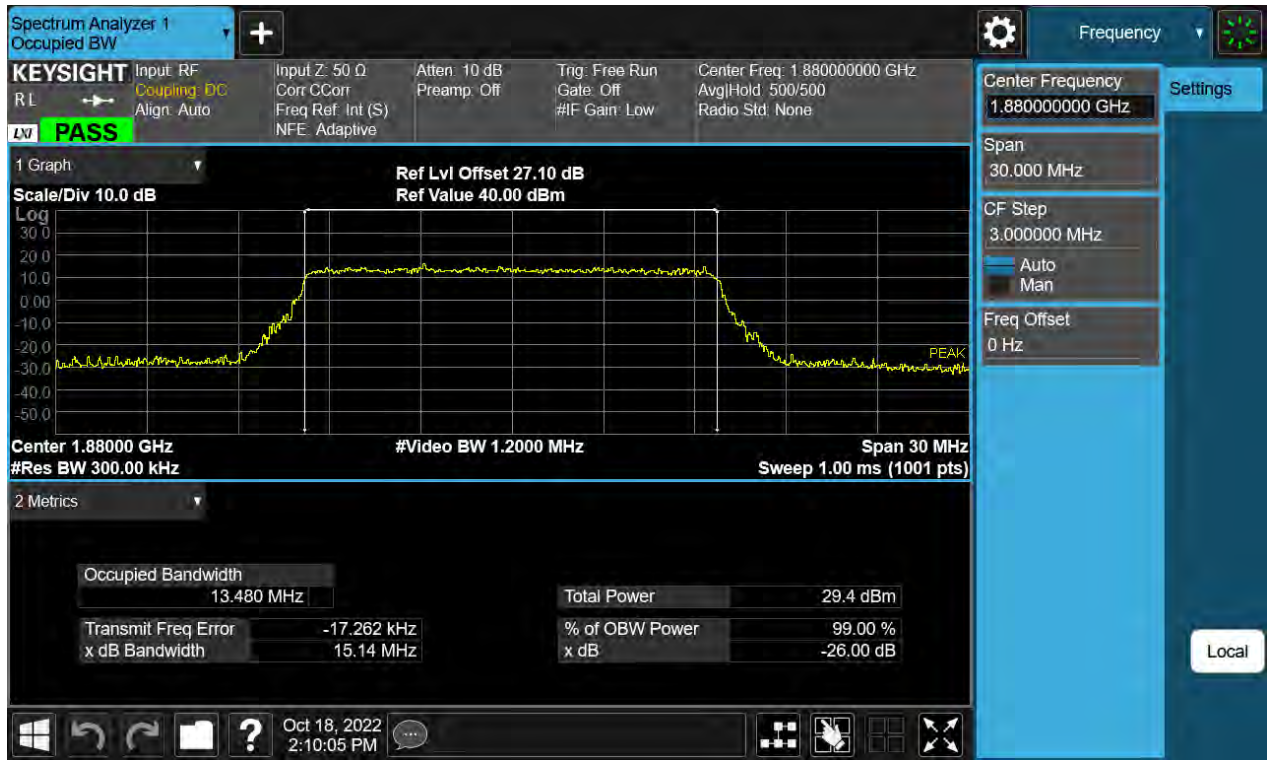 Spectrum Analyzer 1
Occupied BW
+
Frequency
KEYSIGHT
RL
LXI
PASS
Input: RF
Coupling: DC
Align: Auto
Input Z: 50 Ω
Corr CCorr
Freq Ref: Int (S)
NFE: Adaptive
Atten: 10 dB
Preamp: Off
Trig: Free Run
Gate: Off
#IF Gain: Low
Center Freq: 1.880000000 GHz
Avg|Hold: 500/500
Radio Std: None
Center Frequency
1.880000000 GHz
Settings
Span
30.000 MHz
CF Step
3.000000 MHz
Auto
Man
Freq Offset
0 Hz
Local
1 Graph
Scale/Div 10.0 dB
Ref Lvl Offset 27.10 dB
Ref Value 40.00 dBm
Log
30.0
20.0
10.0
0.00
-10.0
-20.0
-30.0
-40.0
-50.0
PEAK
Center 1.88000 GHz
#Video BW 1.2000 MHz
Span 30 MHz
#Res BW 300.00 kHz
Sweep 1.00 ms (1001 pts)
2 Metrics
Occupied Bandwidth
13.480 MHz
Total Power 29.4 dBm
Transmit Freq Error -17.262 kHz
% of OBW Power 99.00 %
x dB Bandwidth 15.14 MHz
x dB -26.00 dB
?
Oct 18, 2022
2:10:05 PM